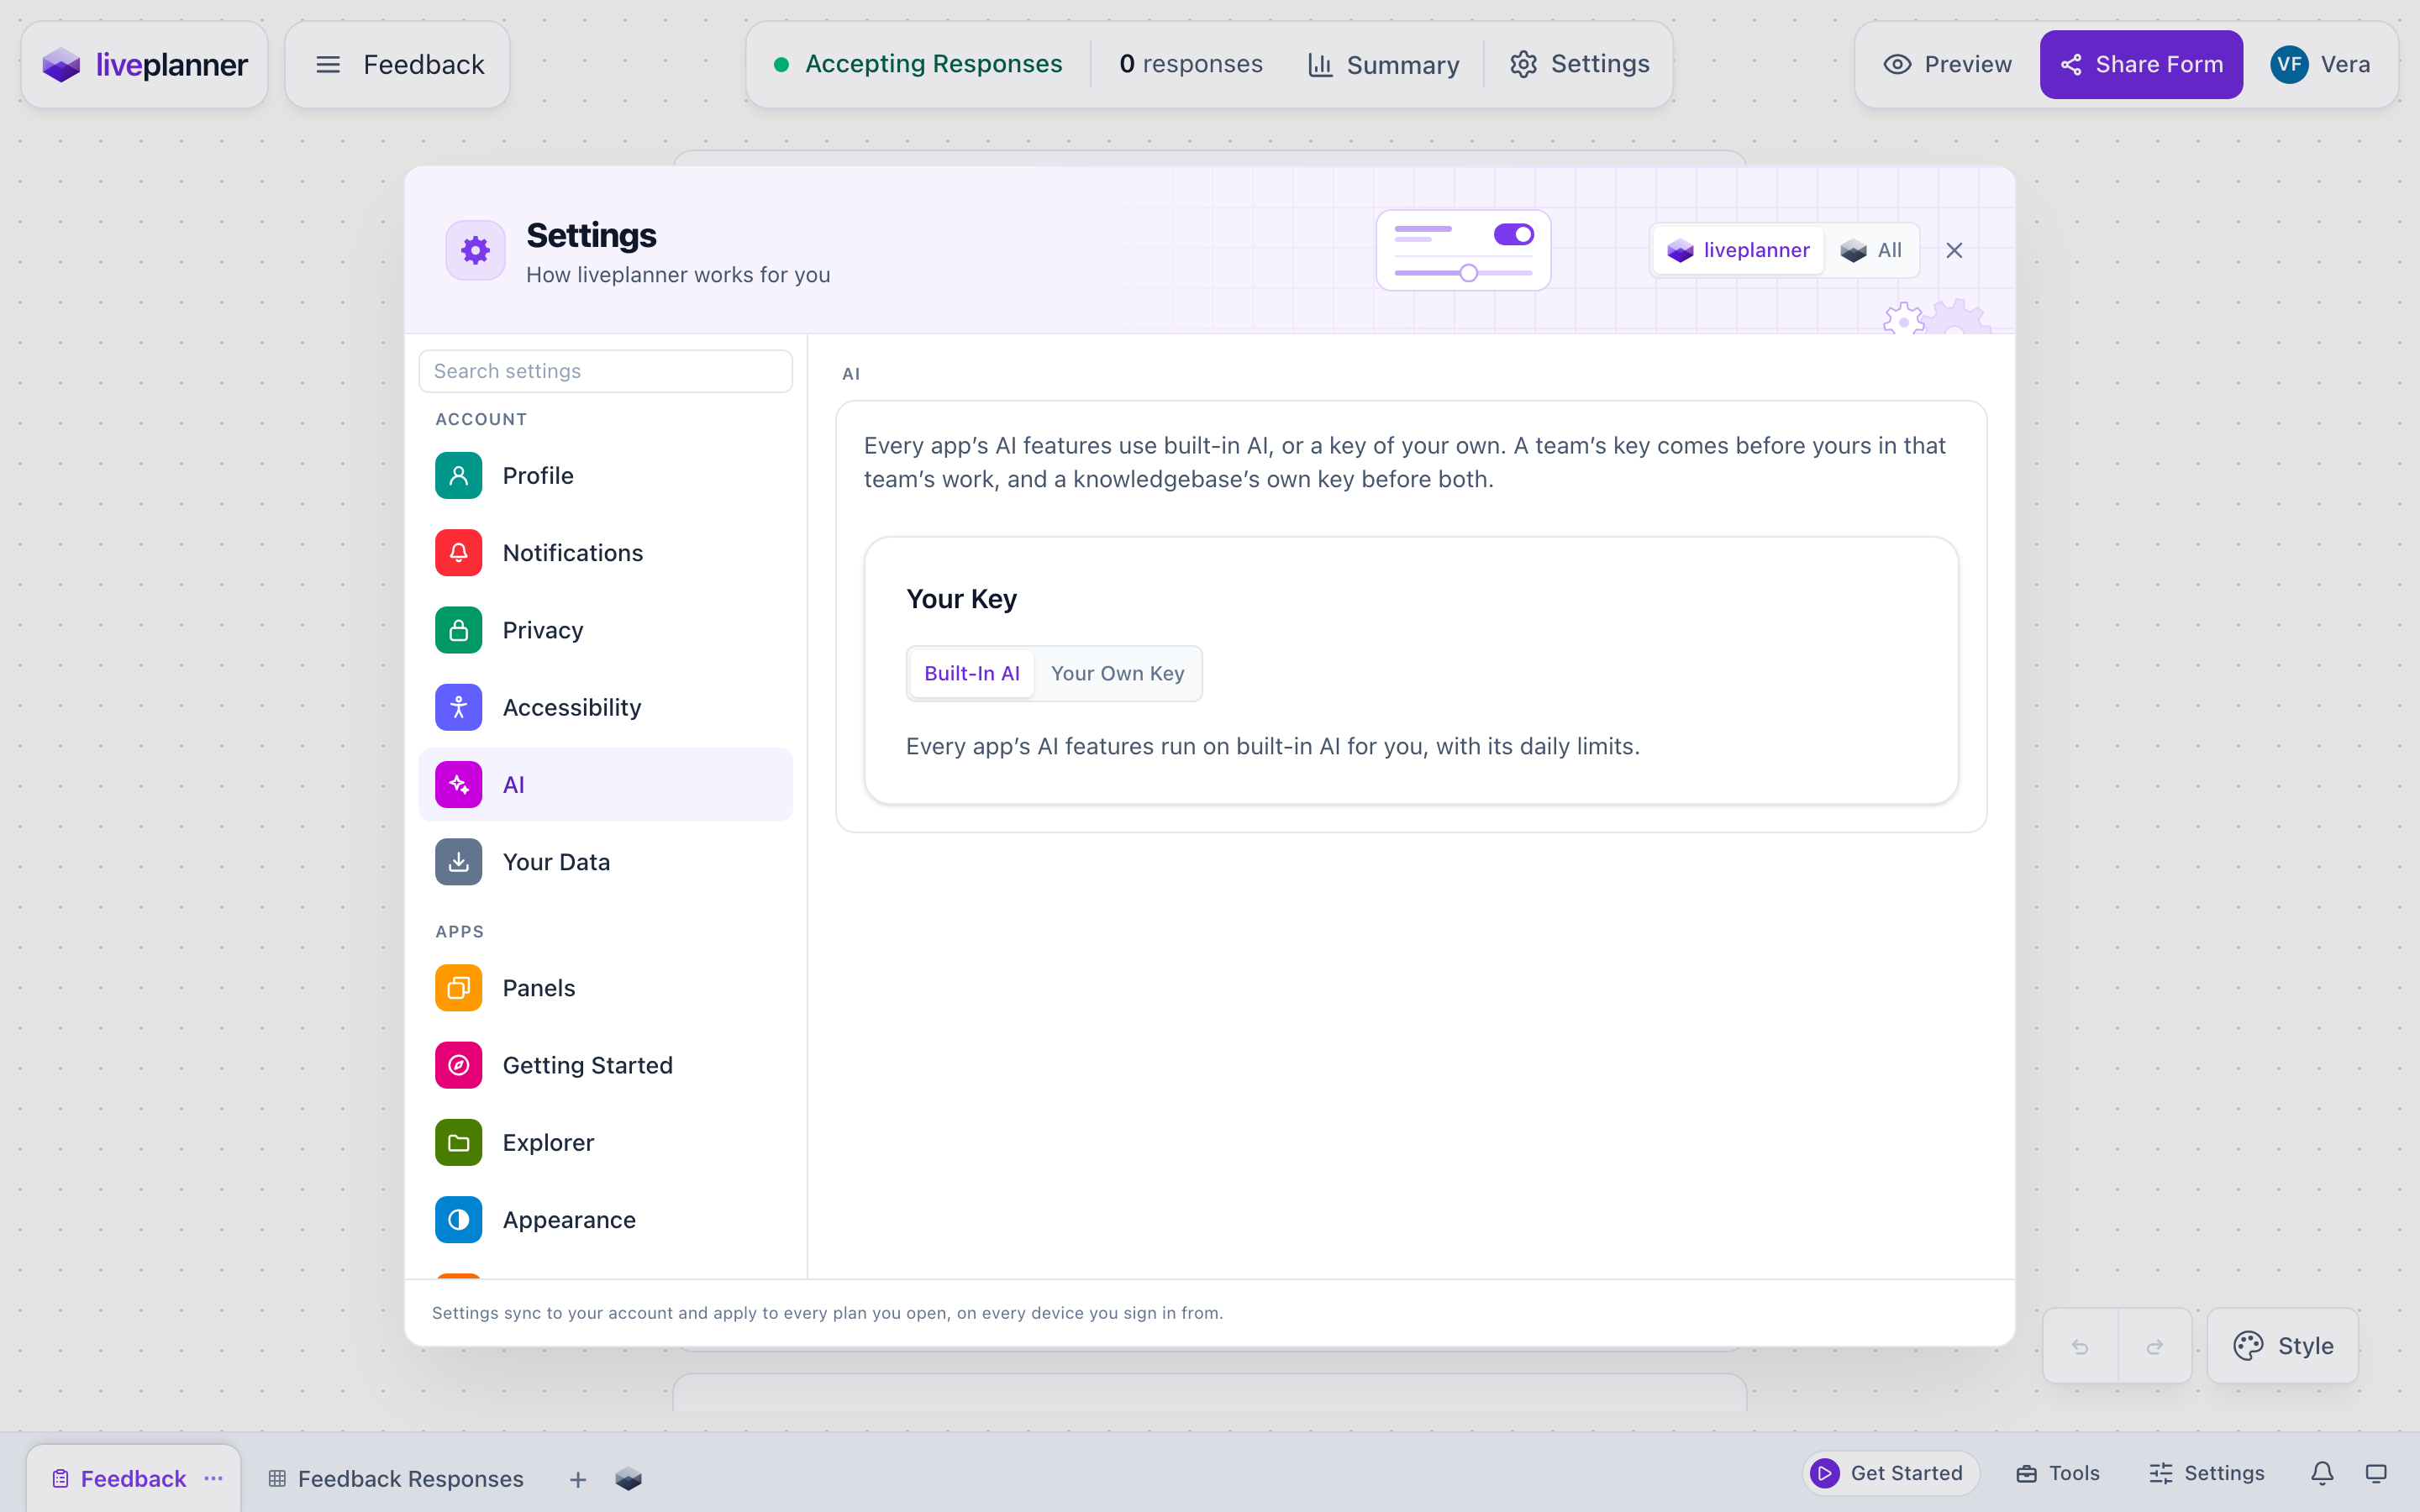 liveplanner
Feedback
Accepting Responses
0 responses
Summary
Settings
Preview
Share Form
VF
Vera
Settings
How liveplanner works for you
liveplanner
All
Search settings
ACCOUNT
Profile
Notifications
Privacy
Accessibility
AI
Your Data
APPS
Panels
Getting Started
Explorer
Appearance
AI
Every app’s AI features use built-in AI, or a key of your own. A team’s key comes before yours in that
team’s work, and a knowledgebase’s own key before both.
Your Key
Built-In AI
Your Own Key
Every app’s AI features run on built-in AI for you, with its daily limits.
Settings sync to your account and apply to every plan you open, on every device you sign in from.
Style
Feedback
Feedback Responses
Get Started
Tools
Settings